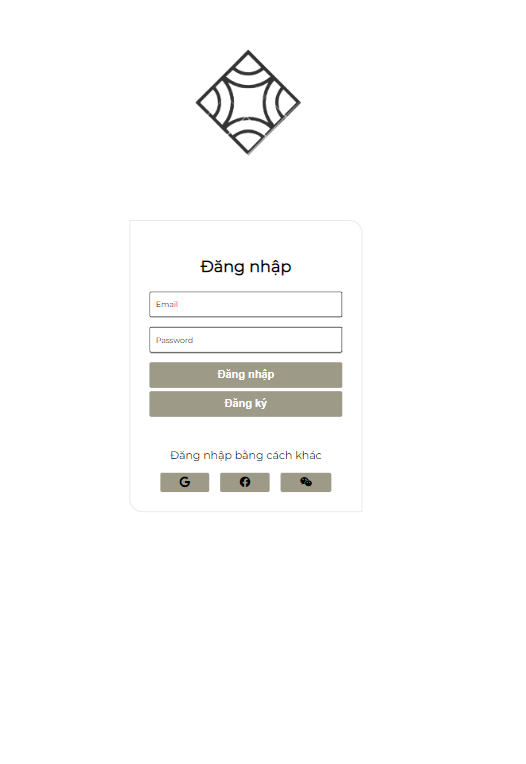 Đăng nhập
Email
Password
Đăng nhập
Đăng ký
Đăng nhập bằng cách khác